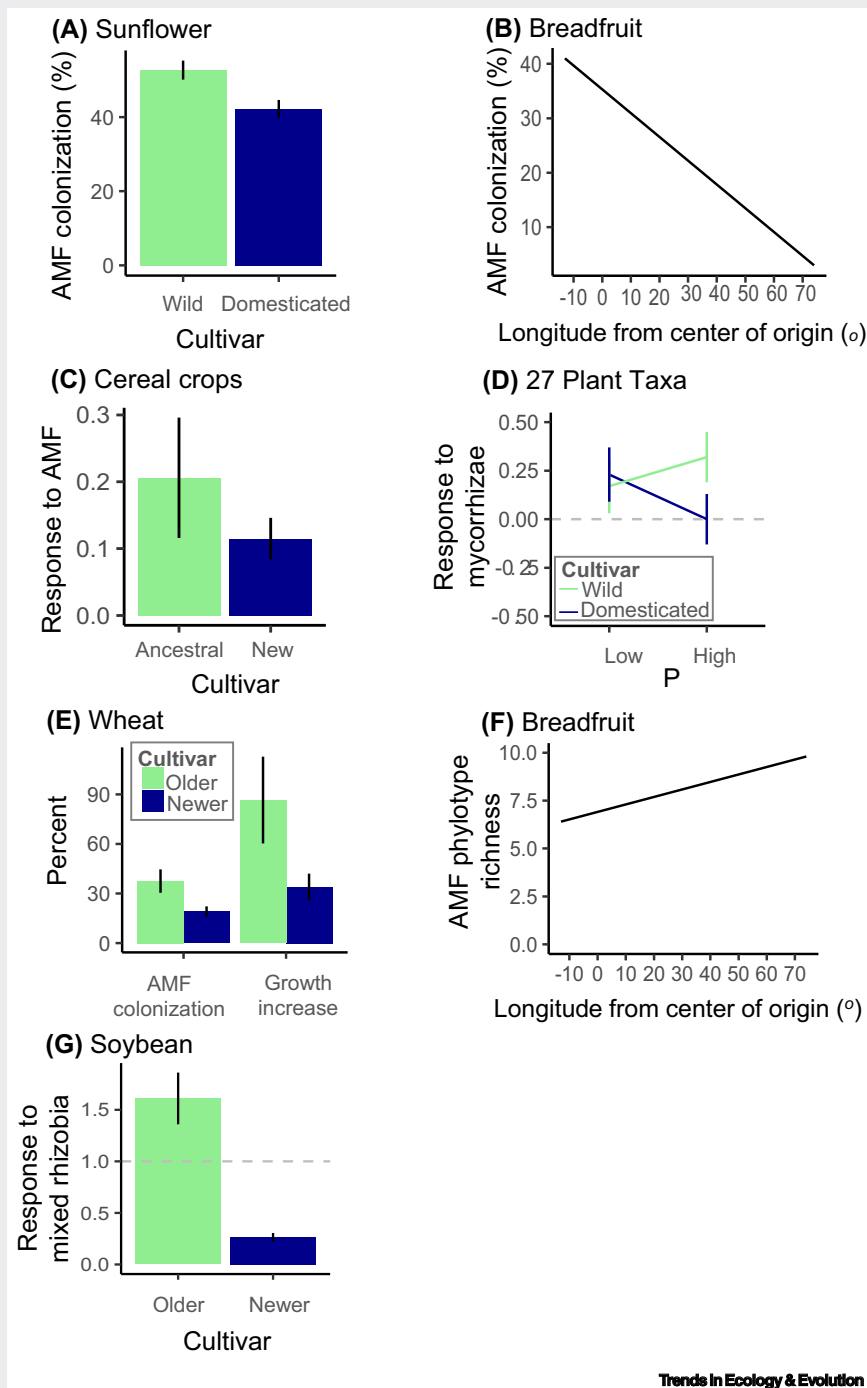 (A) Sunflower
AMF colonization (%)
40
20
0
Wild Domesticated
Cultivar
(B) Breadfruit
AMF colonization (%)
40
30
20
10
-10 0 10 20 30 40 50 60 70
Longitude from center of origin (o)
(C) Cereal crops
Response to AMF
0.3
0.2
0.1
0.0
Ancestral New
Cultivar
(D) 27 Plant Taxa
Response to
mycorrhizae
0.50
0.25
0.00
-0.25
-0.50
Cultivar
Wild
Domesticated
Low High
P
(E) Wheat
Percent
90
60
30
0
Cultivar
Older
Newer
AMF
colonization
Growth
increase
(F) Breadfruit
AMF phylotype
richness
10.0
7.5
5.0
2.5
0.0
-10 0 10 20 30 40 50 60 70
Longitude from center of origin (o)
(G) Soybean
Response to
mixed rhizobia
1.5
1.0
0.5
0.0
Older Newer
Cultivar
Trends in Ecology & Evolution